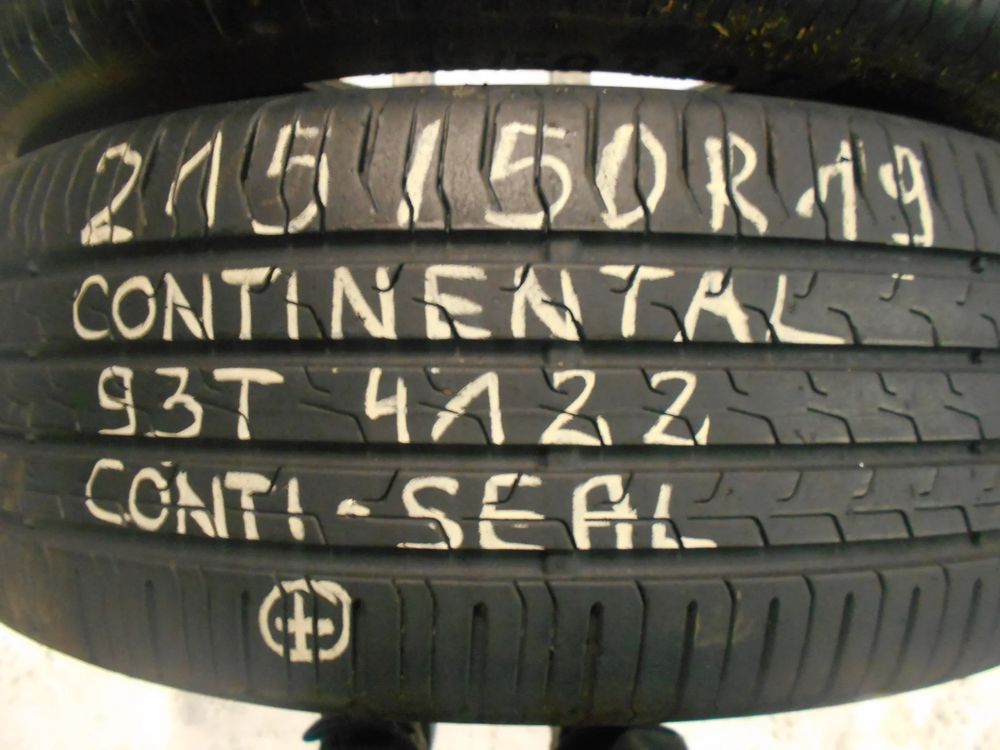 215/50R19
CONTINENTAL
93T 4122
CONTI-SEAL